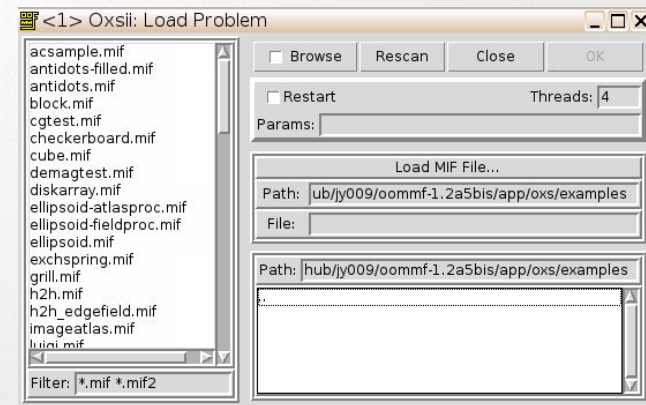 <1> Oxsii: Load Problem
acsample.mif
antidots-filled.mif
antidots.mif
block.mif
cgtest.mif
checkerboard.mif
cube.mif
demagtest.mif
diskarray.mif
ellipsoid-atlasproc.mif
ellipsoid-fieldproc.mif
ellipsoid.mif
exchspring.mif
grill.mif
h2h.mif
h2h_edgefield.mif
imageatlas.mif
luigi.mif
Filter: *.mif *.mif2
Browse Rescan Close OK
Restart Threads: 4
Params:
Load MIF File...
Path: ub/jy009/oommf-1.2a5bis/app/oxs/examples
File:
Path: hub/jy009/oommf-1.2a5bis/app/oxs/examples
..